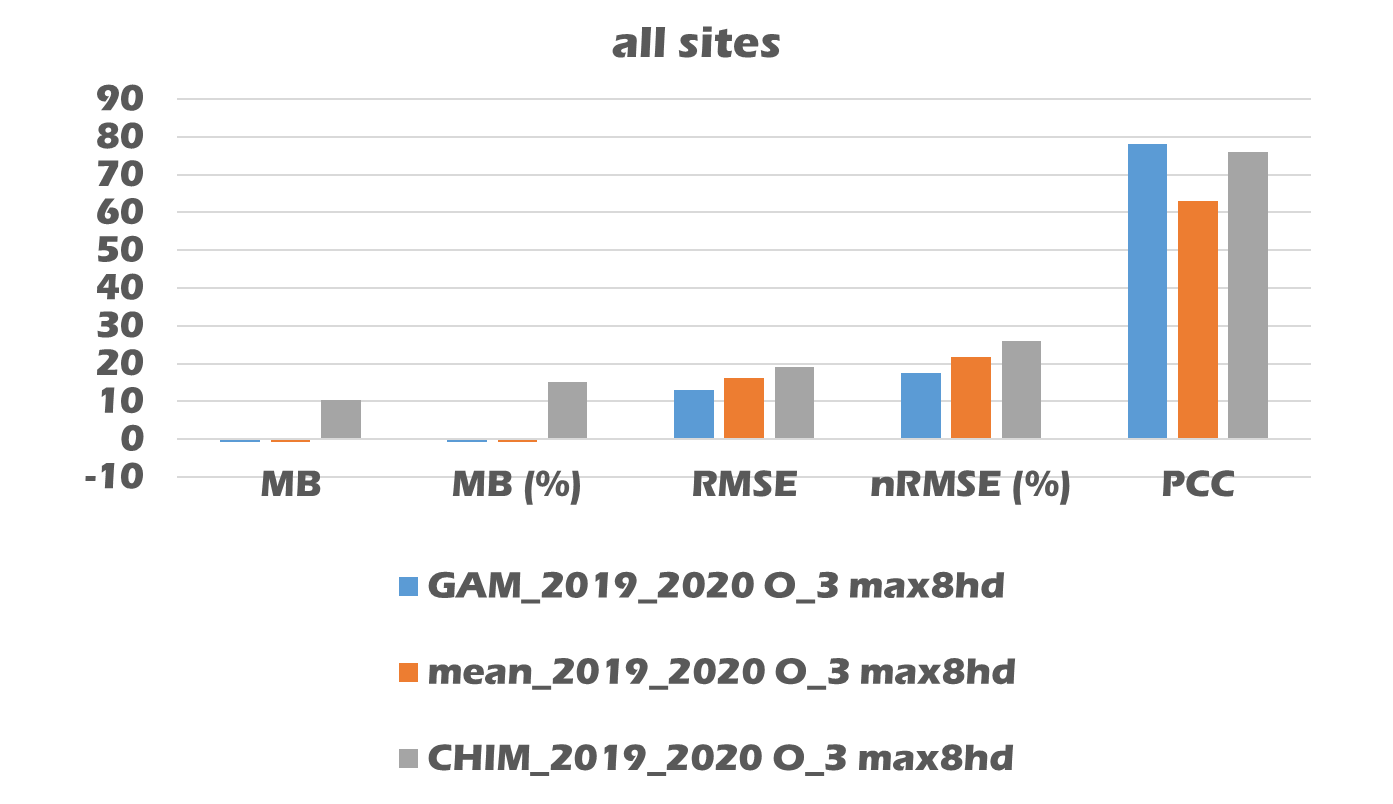 all sites
90
80
70
60
50
40
30
20
10
0
-10
MB MB (%) RMSE nRMSE (%) PCC
GAM_2019_2020 O_3 max8hd
mean_2019_2020 O_3 max8hd
CHIM_2019_2020 O_3 max8hd